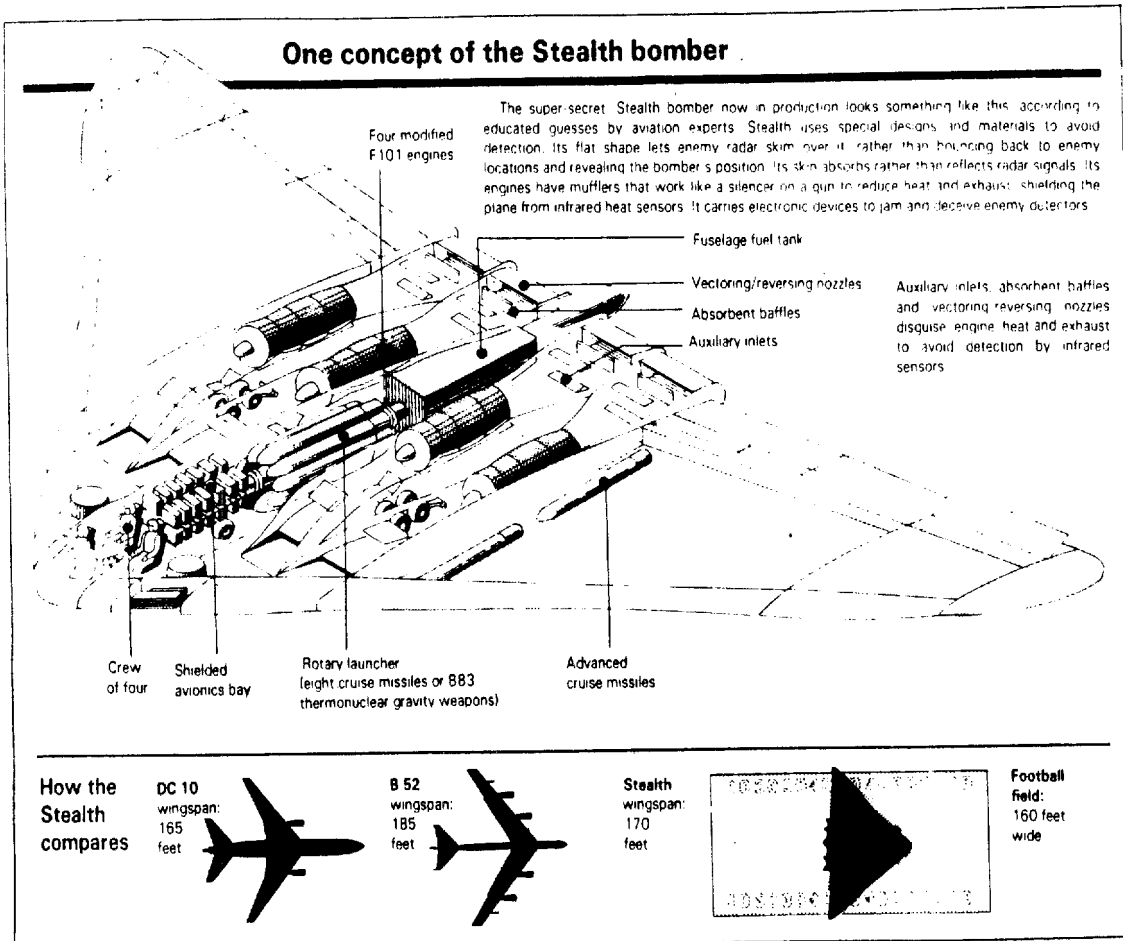 One concept of the Stealth bomber
The super-secret Stealth bomber now in production looks something like this, according to
educated guesses by aviation experts Stealth uses special designs and materials to avoid
detection. Its flat shape lets enemy radar skim over it rather than bouncing back to enemy
locations and revealing the bomber s position Its skin absorbs rather than reflects radar signals Its
engines have mufflers that work like a silencer on a gun to reduce heat and exhaust shielding the
plane from infrared heat sensors It carries electronic devices to jam and deceive enemy detectors
Four modified
F101 engines
Fuselage fuel tank
Vectoring/reversing nozzles
Absorbent baffles
Auxiliary inlets
Auxiliary inlets, absorbent baffles
and vectoring reversing nozzles
disguise engine heat and exhaust
to avoid detection by infrared
sensors
Crew
of four
Shielded
avionics bay
Rotary launcher
(eight cruise missiles or B83
thermonuclear gravity weapons)
Advanced
cruise missiles
How the
Stealth
compares
DC 10
wingspan:
165
feet
B 52
wingspan:
185
feet
Stealth
wingspan:
170
feet
Football
field:
160 feet
wide